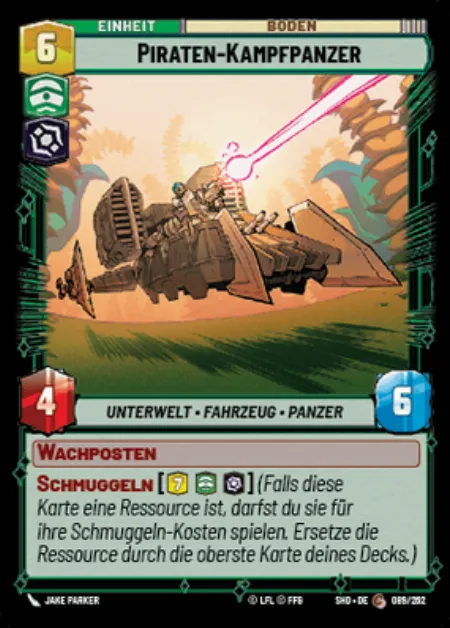 EINHEIT BODEN
6 PIRATEN-KAMPFPANZER
4 UNTERWELT • FAHRZEUG • PANZER 6
WACHPOSTEN
SCHMUGGELN [7] (Falls diese
Karte eine Ressource ist, darfst du sie für
ihre Schmuggeln-Kosten spielen. Ersetze die
Ressource durch die oberste Karte deines Decks.)
JAKE PARKER © LFL © FFG SHD • DE 089/262